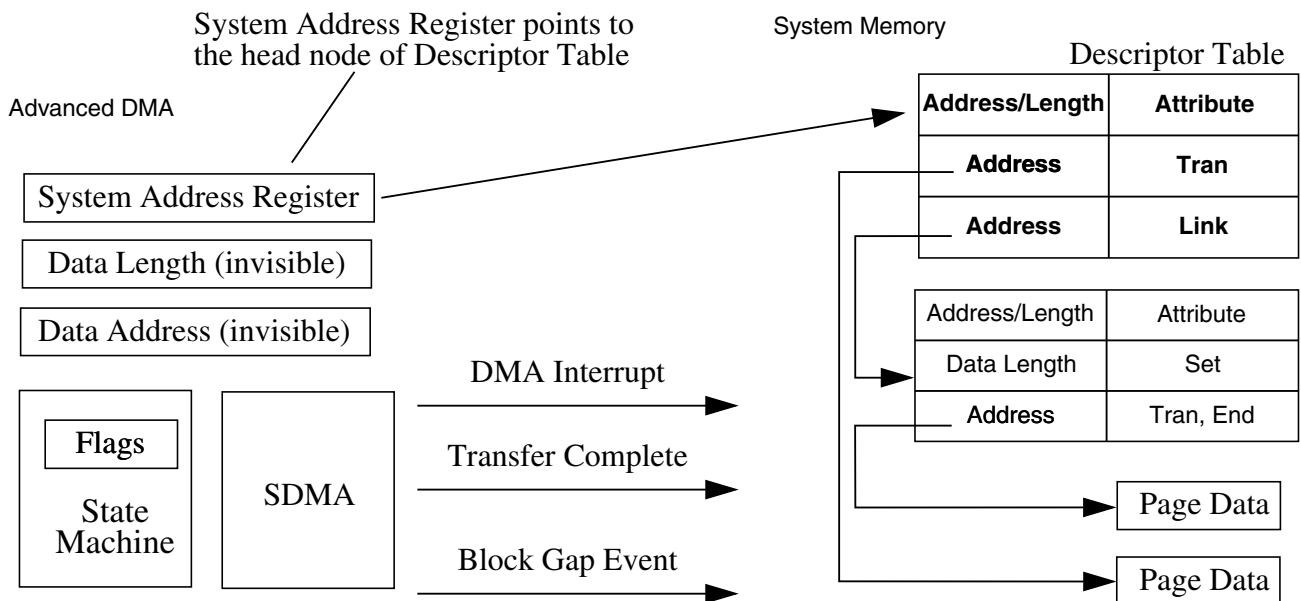 System Address Register points to
the head node of Descriptor Table
System Memory
Descriptor Table
Advanced DMA
Address/Length Attribute
Address Tran
Address Link
System Address Register
Data Length (invisible)
Data Address (invisible)
Address/Length Attribute
Data Length Set
Address Tran, End
Flags
State
Machine
SDMA
DMA Interrupt
Transfer Complete
Block Gap Event
Page Data
Page Data